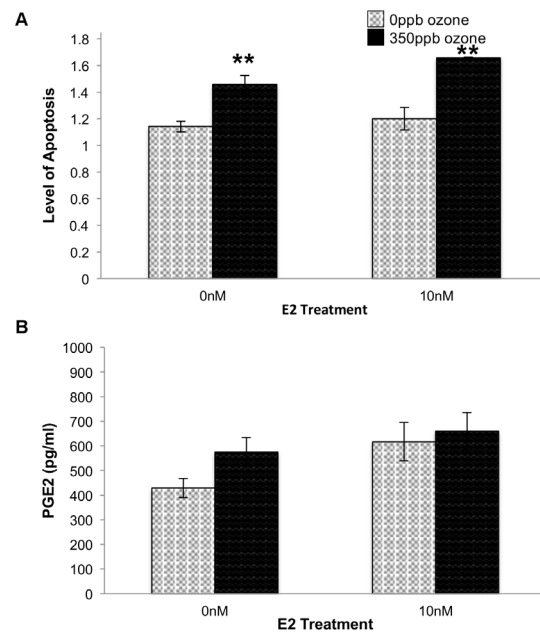 A
0ppb ozone
350ppb ozone
Level of Apoptosis
1.8
1.6
1.4
1.2
1
0.8
0.6
0.4
0.2
0
**
**
0nM
10nM
E2 Treatment
B
PGE2 (pg/ml)
1000
900
800
700
600
500
400
300
200
100
0
0nM
10nM
E2 Treatment